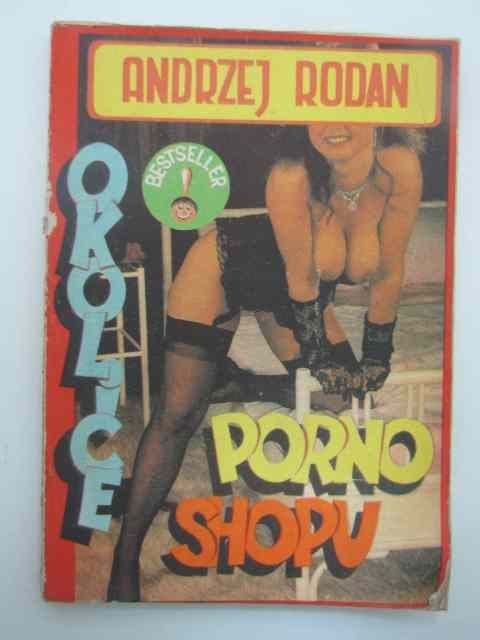 ANDRZEJ RODAN
BESTSELLER
!
OKOLICE
PORNO
SHOPU